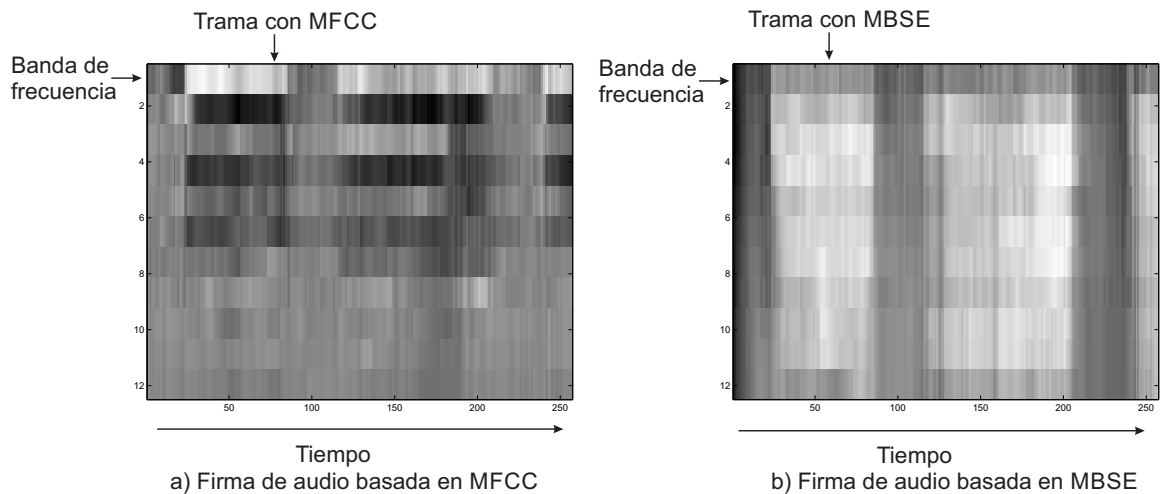 Trama con MFCC
Banda de
frecuencia
2
4
6
8
10
12
50
100
150
200
250
Tiempo
a) Firma de audio basada en MFCC
Trama con MBSE
Banda de
frecuencia
2
4
6
8
10
12
50
100
150
200
250
Tiempo
b) Firma de audio basada en MBSE